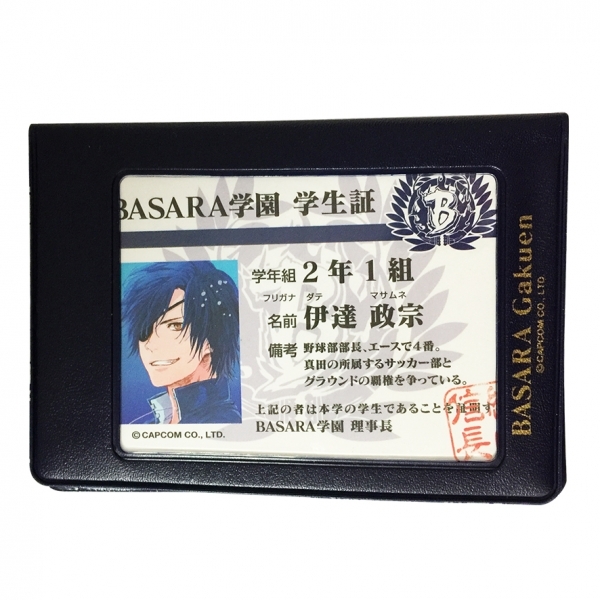 BASARA学園 学生証
B
学年組 2年1組
フリガナ ダテ マサムネ
名前 伊達 政宗
備考 野球部部長、エースで4番。
真田の所属するサッカー部と
グラウンドの覇権を争っている。
上記の者は本学の学生であることを証明す
BASARA学園 理事長
信長
©CAPCOM CO., LTD.
BASARA Gakuen
©CAPCOM CO., LTD.